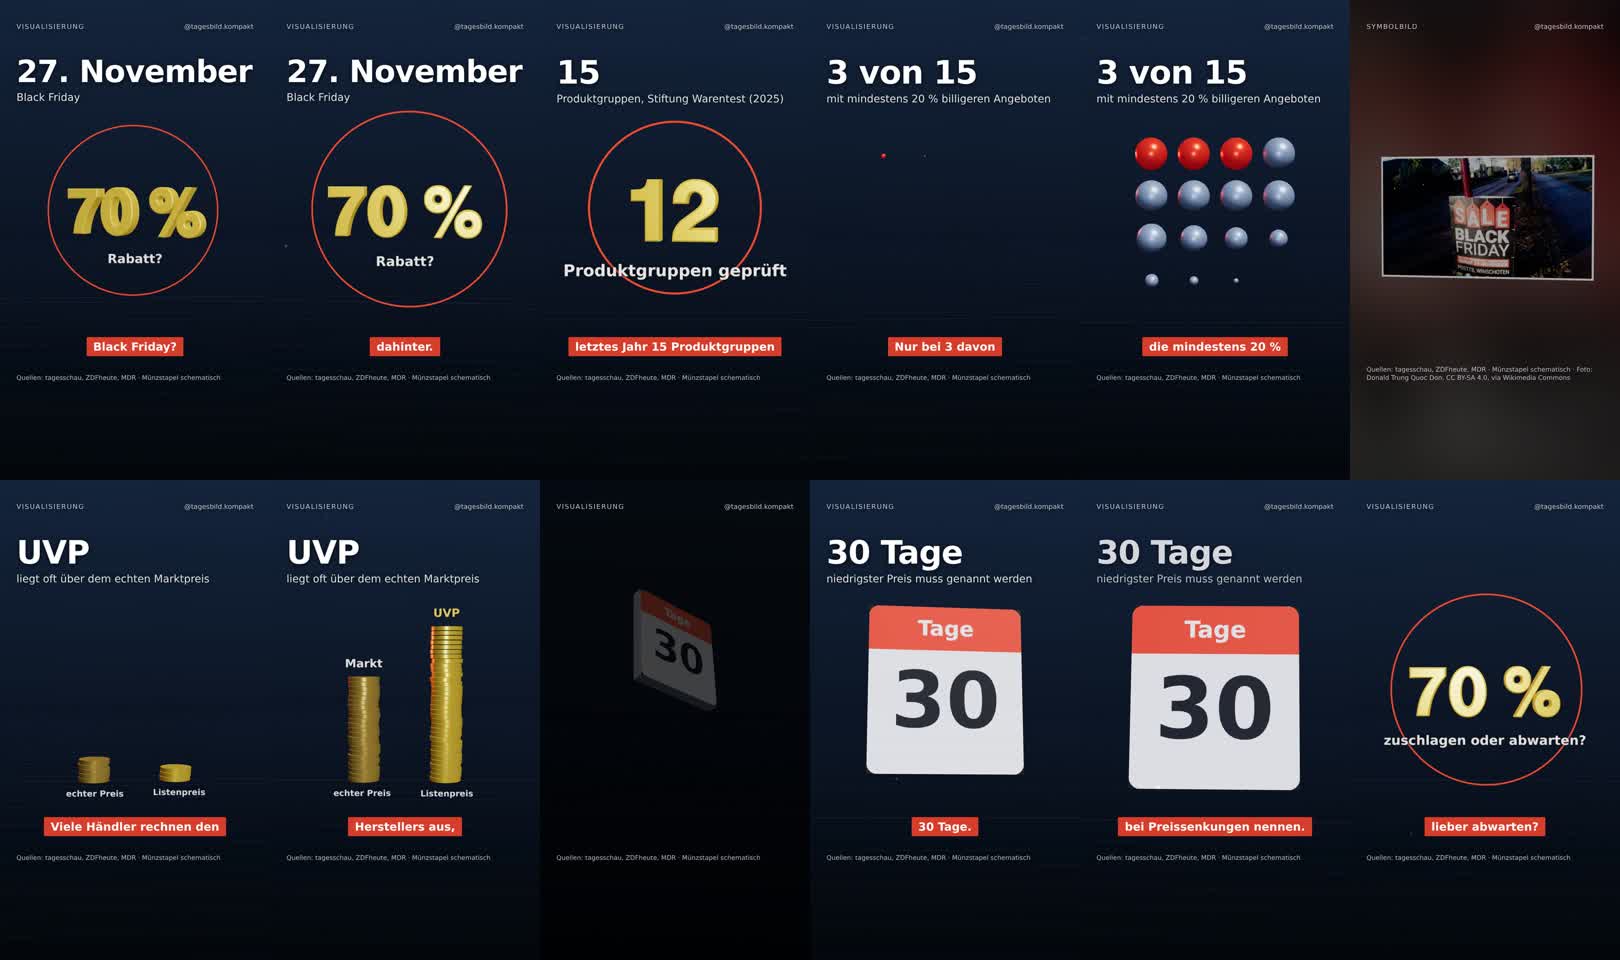 VISUALISIERUNG
@tagesbild.kompakt
27. November
Black Friday
70 %
Rabatt?
Black Friday?
Quellen: tagesschau, ZDFheute, MDR · Münzstapel schematisch
VISUALISIERUNG
@tagesbild.kompakt
27. November
Black Friday
70 %
Rabatt?
dahinter.
Quellen: tagesschau, ZDFheute, MDR · Münzstapel schematisch
VISUALISIERUNG
@tagesbild.kompakt
15
Produktgruppen, Stiftung Warentest (2025)
12
Produktgruppen geprüft
letztes Jahr 15 Produktgruppen
Quellen: tagesschau, ZDFheute, MDR · Münzstapel schematisch
VISUALISIERUNG
@tagesbild.kompakt
3 von 15
mit mindestens 20 % billigeren Angeboten
Nur bei 3 davon
Quellen: tagesschau, ZDFheute, MDR · Münzstapel schematisch
VISUALISIERUNG
@tagesbild.kompakt
3 von 15
mit mindestens 20 % billigeren Angeboten
die mindestens 20 %
Quellen: tagesschau, ZDFheute, MDR · Münzstapel schematisch
SYMBOLBILD
@tagesbild.kompakt
SALE
BLACK
FRIDAY
WINSCHOTEN
Quellen: tagesschau, ZDFheute, MDR · Münzstapel schematisch · Foto:
Donald Trung Quoc Don, CC BY-SA 4.0, via Wikimedia Commons
VISUALISIERUNG
@tagesbild.kompakt
UVP
liegt oft über dem echten Marktpreis
echter Preis
Listenpreis
Viele Händler rechnen den
Quellen: tagesschau, ZDFheute, MDR · Münzstapel schematisch
VISUALISIERUNG
@tagesbild.kompakt
UVP
liegt oft über dem echten Marktpreis
UVP
Markt
echter Preis
Listenpreis
Herstellers aus,
Quellen: tagesschau, ZDFheute, MDR · Münzstapel schematisch
VISUALISIERUNG
@tagesbild.kompakt
Tage
30
Quellen: tagesschau, ZDFheute, MDR · Münzstapel schematisch
VISUALISIERUNG
@tagesbild.kompakt
30 Tage
niedrigster Preis muss genannt werden
Tage
30
30 Tage.
Quellen: tagesschau, ZDFheute, MDR · Münzstapel schematisch
VISUALISIERUNG
@tagesbild.kompakt
30 Tage
niedrigster Preis muss genannt werden
Tage
30
bei Preissenkungen nennen.
Quellen: tagesschau, ZDFheute, MDR · Münzstapel schematisch
VISUALISIERUNG
@tagesbild.kompakt
70 %
zuschlagen oder abwarten?
lieber abwarten?
Quellen: tagesschau, ZDFheute, MDR · Münzstapel schematisch